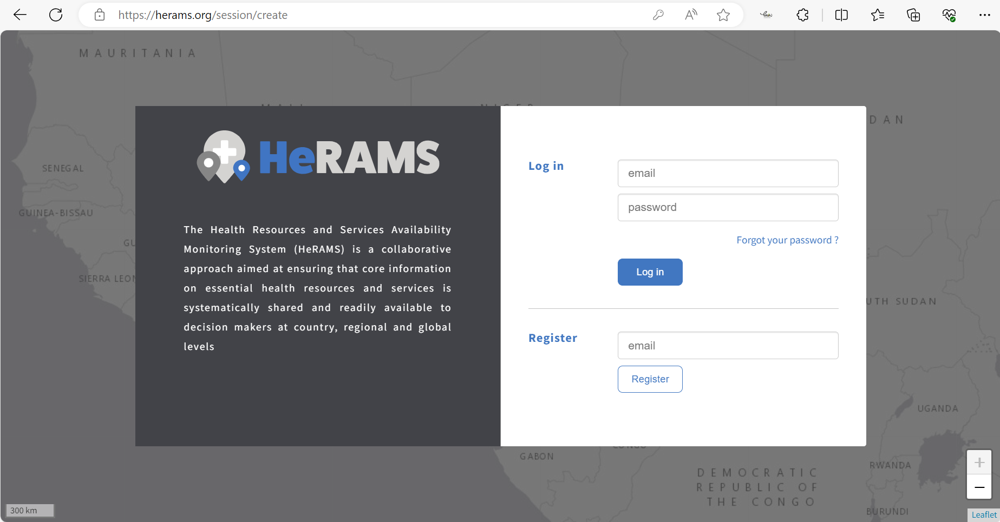 https://herams.org/session/create
MAURITANIA
DAN
SENEGAL
GUINEA-BISSAU
GU
SIERRA LEON
HeRAMS
The Health Resources and Services Availability
Monitoring System (HeRAMS) is a collaborative
approach aimed at ensuring that core information
on essential health resources and services is
systematically shared and readily available to
decision makers at country, regional and global
levels
Log in
email
password
Forgot your password ?
Log in
Register
email
Register
UTH SUDAN
UGANDA
GABON
RWANDA
DEMOCRATIC
REPUBLIC OF
THE CONGO
BURUNDI
300 km
+
−
Leaflet